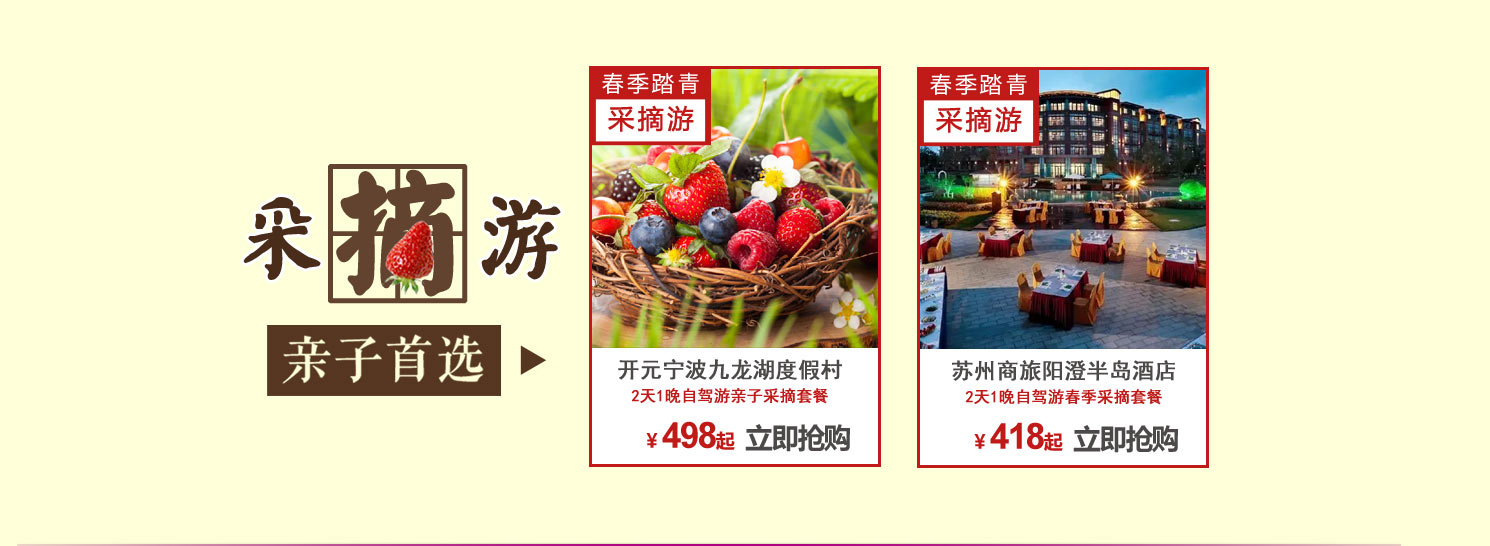 采摘游
亲子首选
春季踏青
采摘游
开元宁波九龙湖度假村
2天1晚自驾游亲子采摘套餐
¥498起 立即抢购
春季踏青
采摘游
苏州商旅阳澄半岛酒店
2天1晚自驾游春季采摘套餐
¥418起 立即抢购